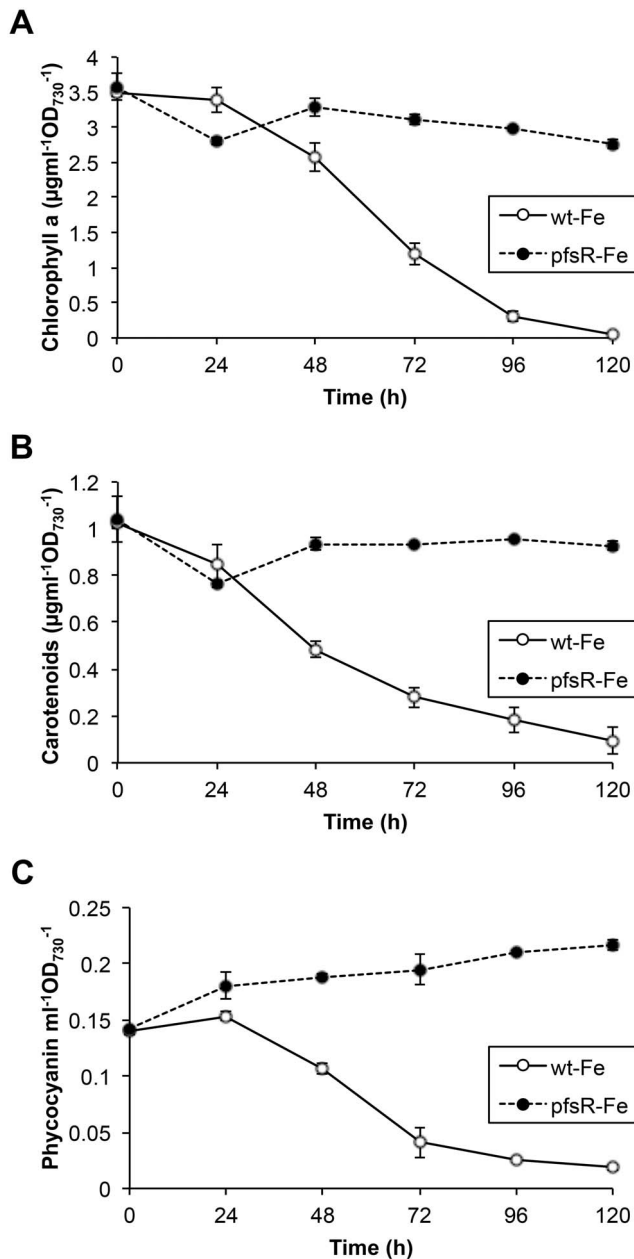 A
Chlorophyll a (µgml⁻¹OD₇₃₀⁻¹)
4
3.5
3
2.5
2
1.5
1
0.5
0
wt-Fe
pfsR-Fe
0 24 48 72 96 120
Time (h)
B
Carotenoids (µgml⁻¹OD₇₃₀⁻¹)
1.2
1
0.8
0.6
0.4
0.2
0
wt-Fe
pfsR-Fe
0 24 48 72 96 120
Time (h)
C
Phycocyanin ml⁻¹OD₇₃₀⁻¹
0.25
0.2
0.15
0.1
0.05
0
wt-Fe
pfsR-Fe
0 24 48 72 96 120
Time (h)